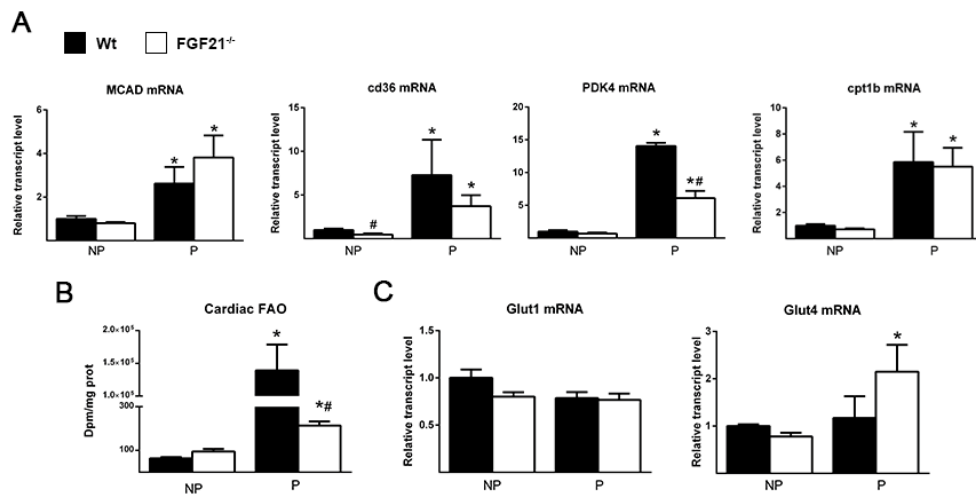 A
Wt FGF21-/-
MCAD mRNA
Relative transcript level
6
4
2
NP P
* *
cd36 mRNA
Relative transcript level
15
10
5
NP P
# * *
PDK4 mRNA
Relative transcript level
20
15
10
5
NP P
* *#
cpt1b mRNA
Relative transcript level
10
8
6
4
2
NP P
* *
B
Cardiac FAO
Dpm/mg prot
2.0×10⁵
1.5×10⁵
1.0×10⁵
300
100
NP P
* *#
C
Glut1 mRNA
Relative transcript level
1.5
1.0
0.5
NP P
Glut4 mRNA
Relative transcript level
3
2
1
NP P
*